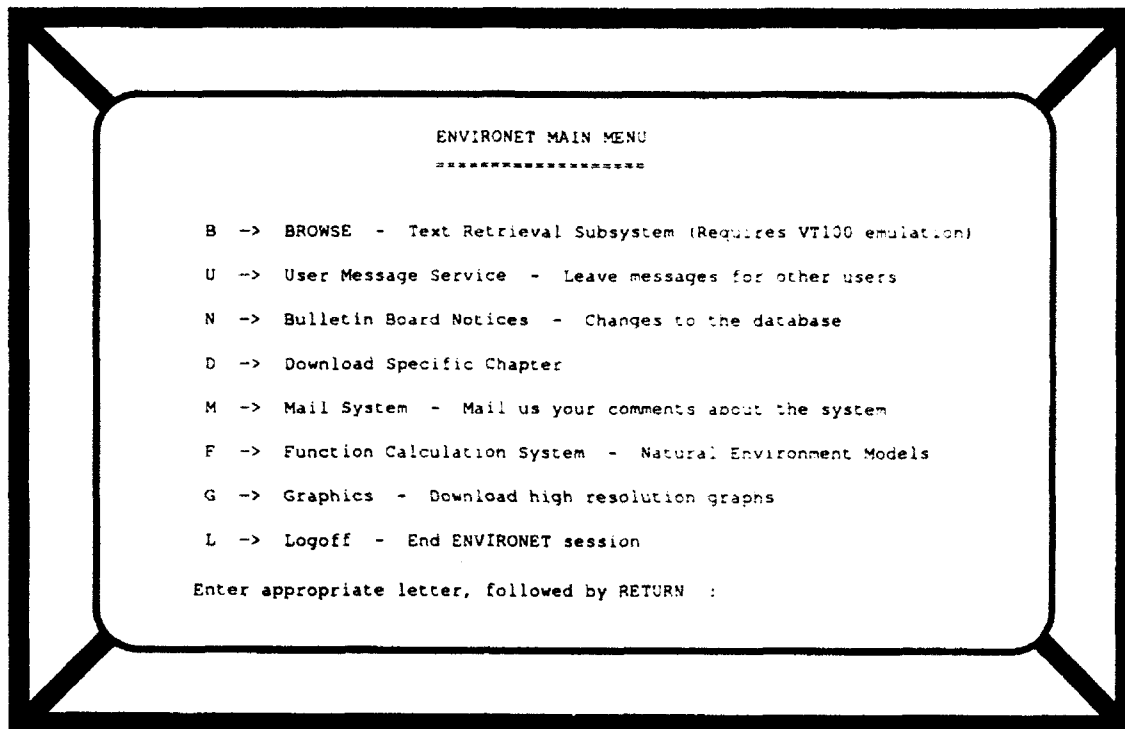 ENVIRONET MAIN MENU
===================
B -> BROWSE - Text Retrieval Subsystem (Requires VT100 emulation)
U -> User Message Service - Leave messages for other users
N -> Bulletin Board Notices - Changes to the database
D -> Download Specific Chapter
M -> Mail System - Mail us your comments about the system
F -> Function Calculation System - Natural Environment Models
G -> Graphics - Download high resolution graphs
L -> Logoff - End ENVIRONET session
Enter appropriate letter, followed by RETURN :